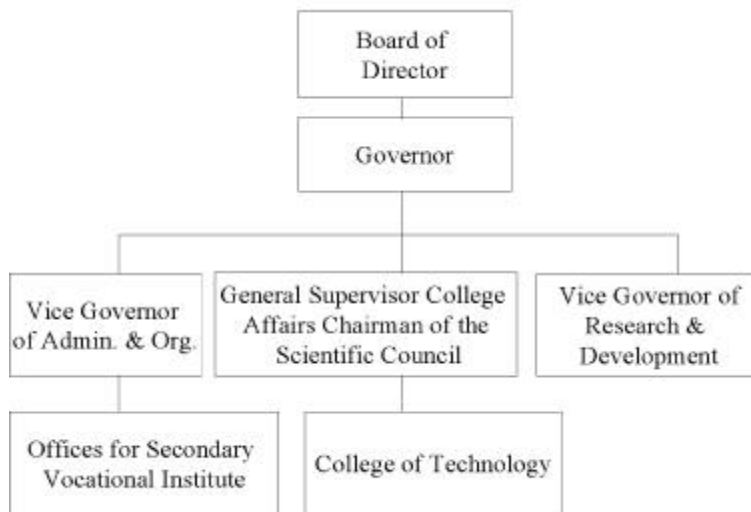 Board of
Director
Governor
Vice Governor
of Admin. & Org.
General Supervisor College
Affairs Chairman of the
Scientific Council
Vice Governor of
Research &
Development
Offices for Secondary
Vocational Institute
College of Technology